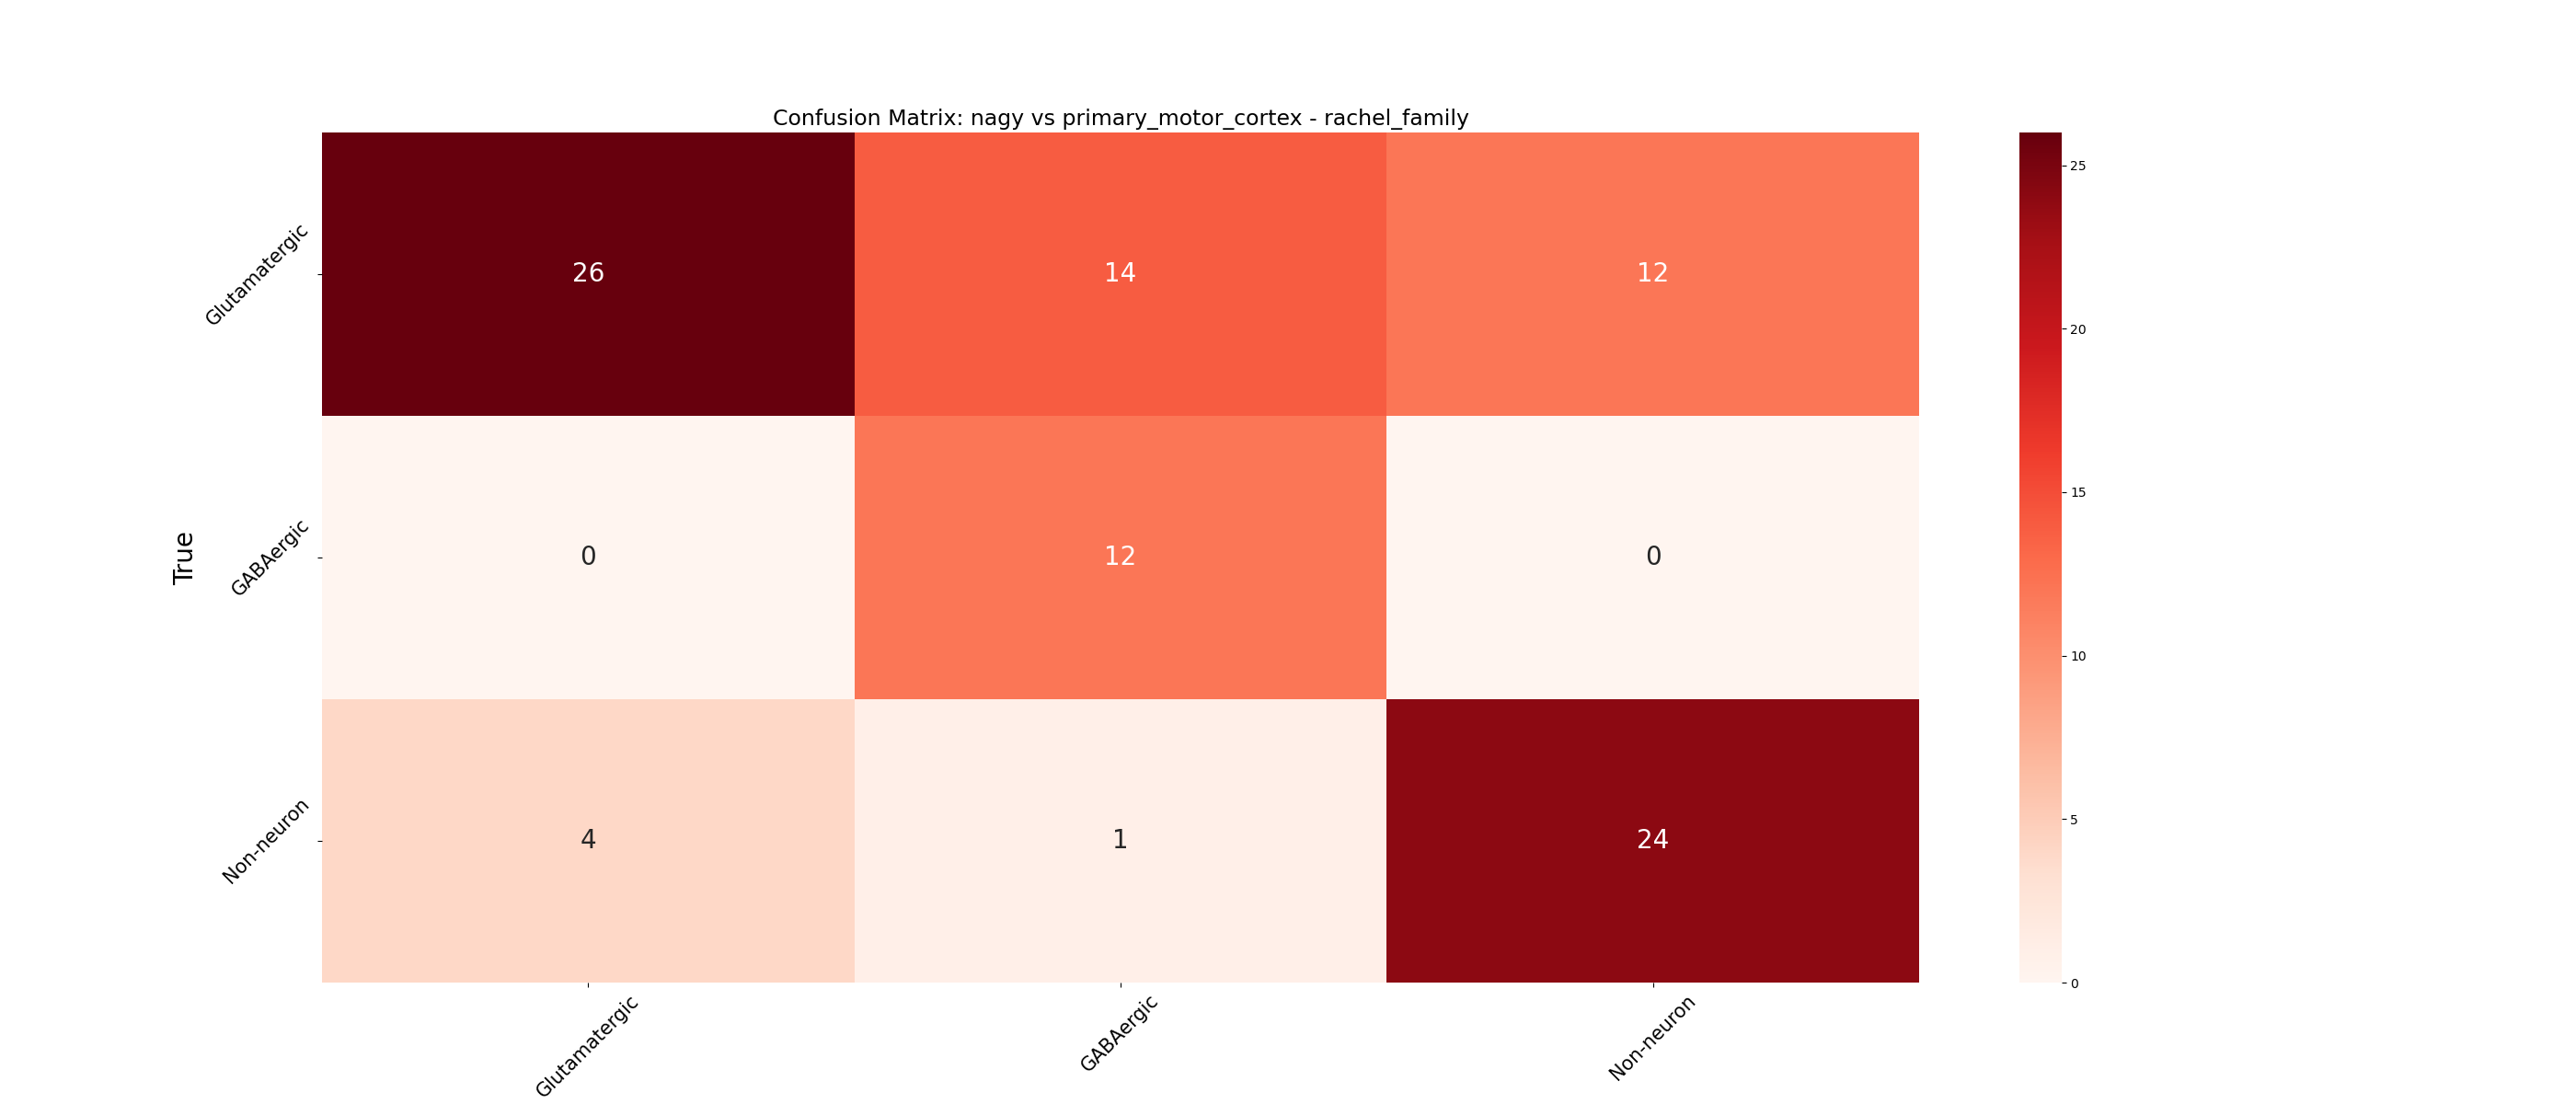 Confusion Matrix: nagy vs primary_motor_cortex - rachel_family
True
Glutamatergic
26
14
12
GABAergic
0
12
0
Non-neuron
4
1
24
Glutamatergic
GABAergic
Non-neuron
25
20
15
10
5
0